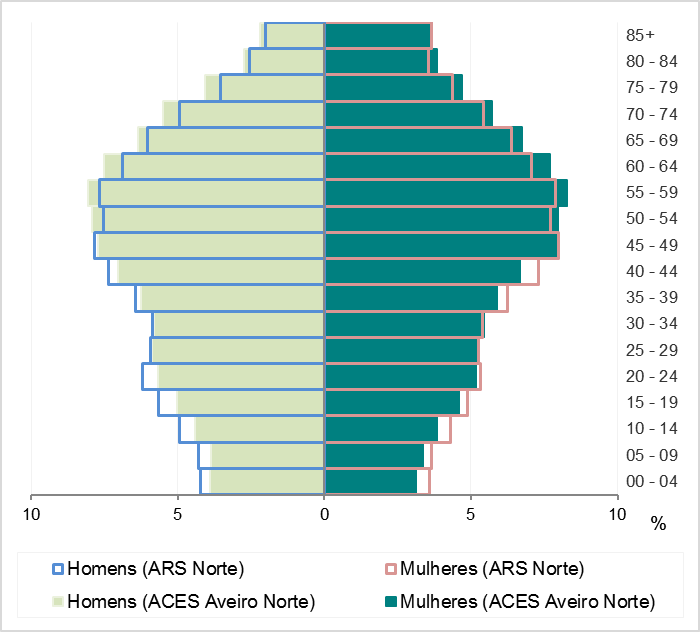 85+
80 - 84
75 - 79
70 - 74
65 - 69
60 - 64
55 - 59
50 - 54
45 - 49
40 - 44
35 - 39
30 - 34
25 - 29
20 - 24
15 - 19
10 - 14
05 - 09
00 - 04
10 5 0 5 10
%
Homens (ARS Norte) Mulheres (ARS Norte)
Homens (ACES Aveiro Norte) Mulheres (ACES Aveiro Norte)